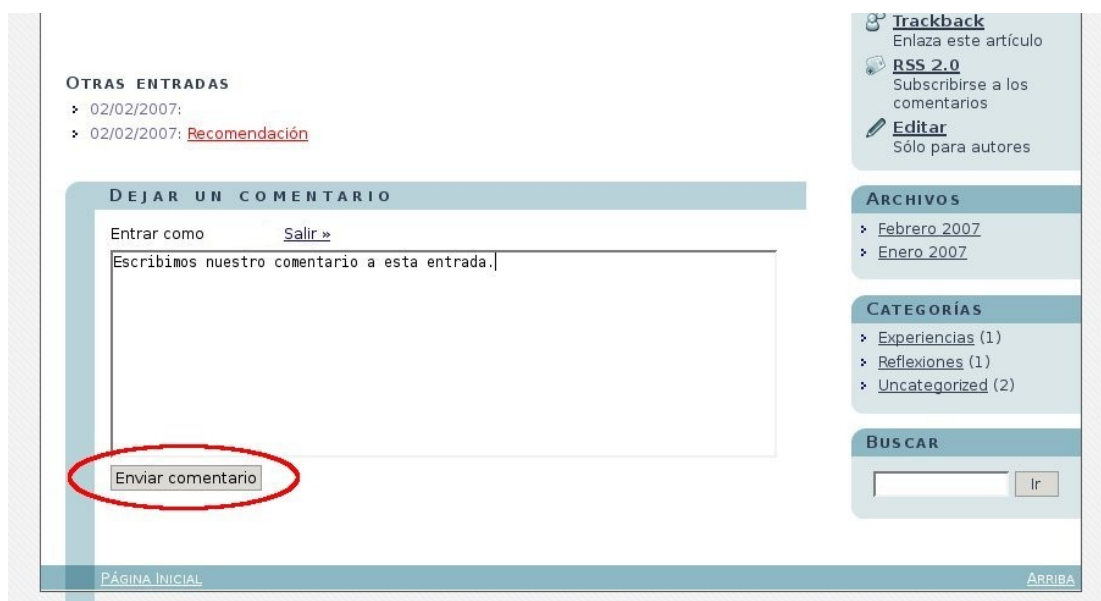 OTRAS ENTRADAS
02/02/2007:
02/02/2007: Recomendación
DEJAR UN COMENTARIO
Entrar como Salir »
Escribimos nuestro comentario a esta entrada.
Enviar comentario
Trackback
Enlaza este artículo
RSS 2.0
Subscribirse a los
comentarios
Editar
Sólo para autores
ARCHIVOS
Febrero 2007
Enero 2007
CATEGORÍAS
Experiencias (1)
Reflexiones (1)
Uncategorized (2)
BUSCAR
Ir
PÁGINA INICIAL
ARRIBA